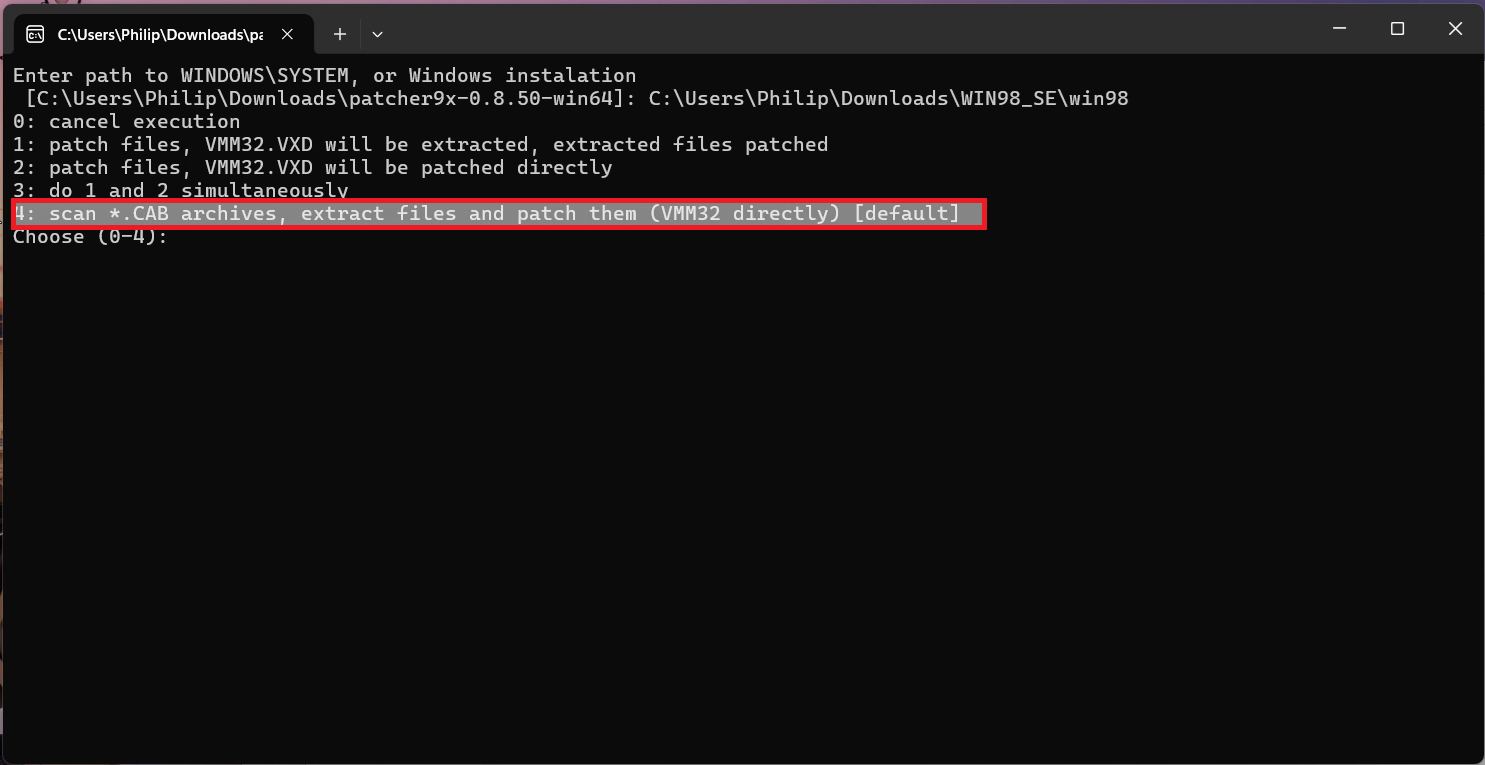 C:\Users\Philip\Downloads\pa
Enter path to WINDOWS\SYSTEM, or Windows instalation
[C:\Users\Philip\Downloads\patcher9x-0.8.50-win64]: C:\Users\Philip\Downloads\WIN98_SE\win98
0: cancel execution
1: patch files, VMM32.VXD will be extracted, extracted files patched
2: patch files, VMM32.VXD will be patched directly
3: do 1 and 2 simultaneously
4: scan *.CAB archives, extract files and patch them (VMM32 directly) [default]
Choose (0-4):